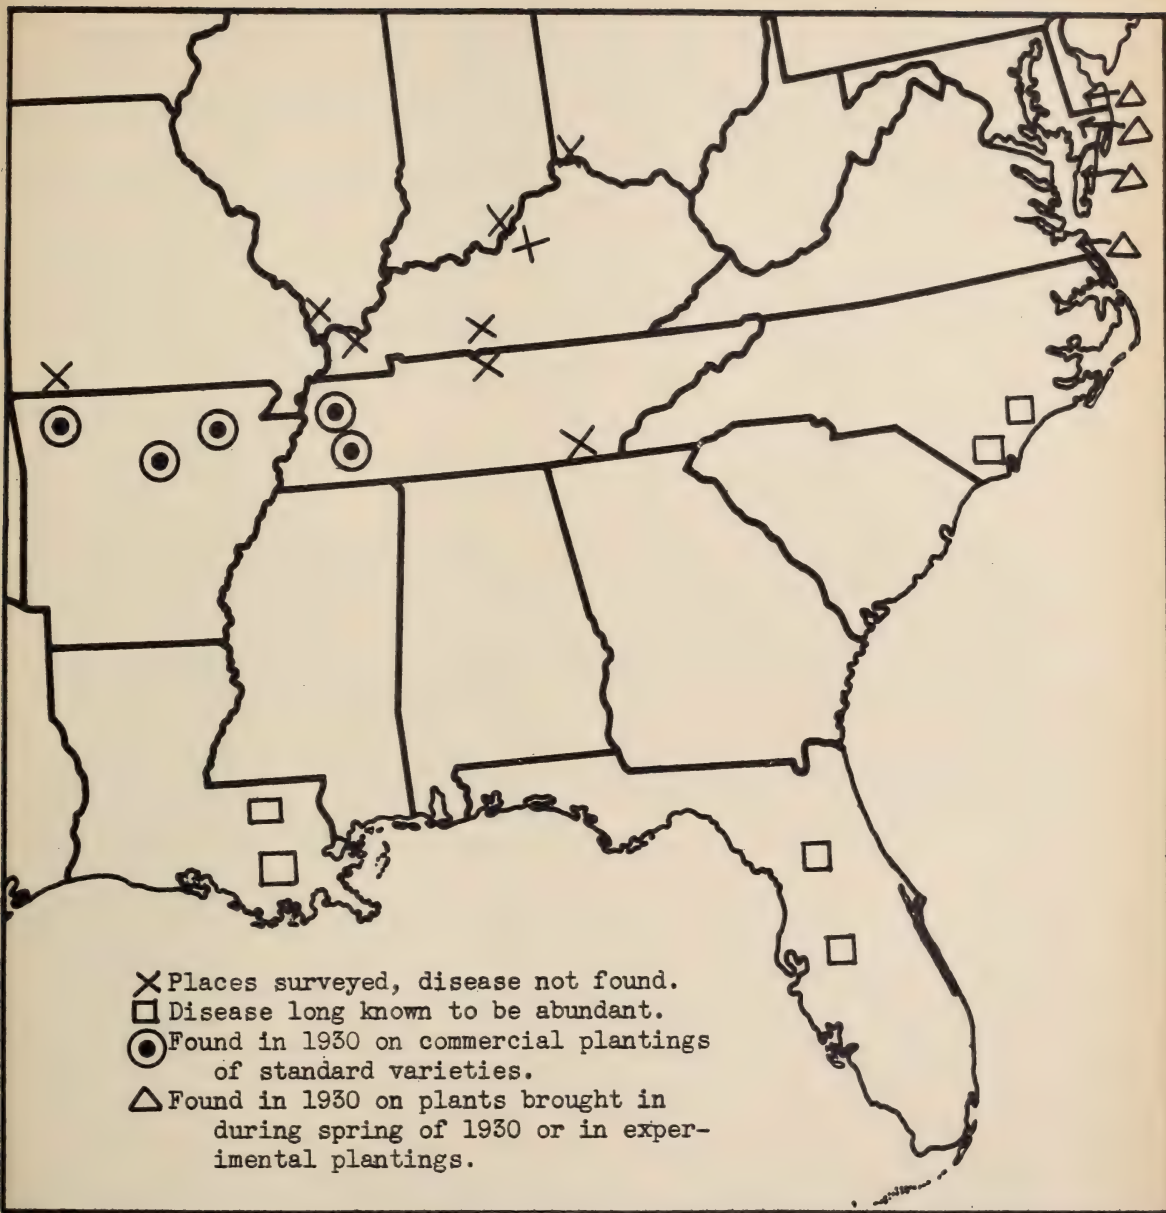 Places surveyed, disease not found.
Disease long known to be abundant.
Found in 1930 on commercial plantings
of standard varieties.
Found in 1930 on plants brought in
during spring of 1930 or in exper-
imental plantings.